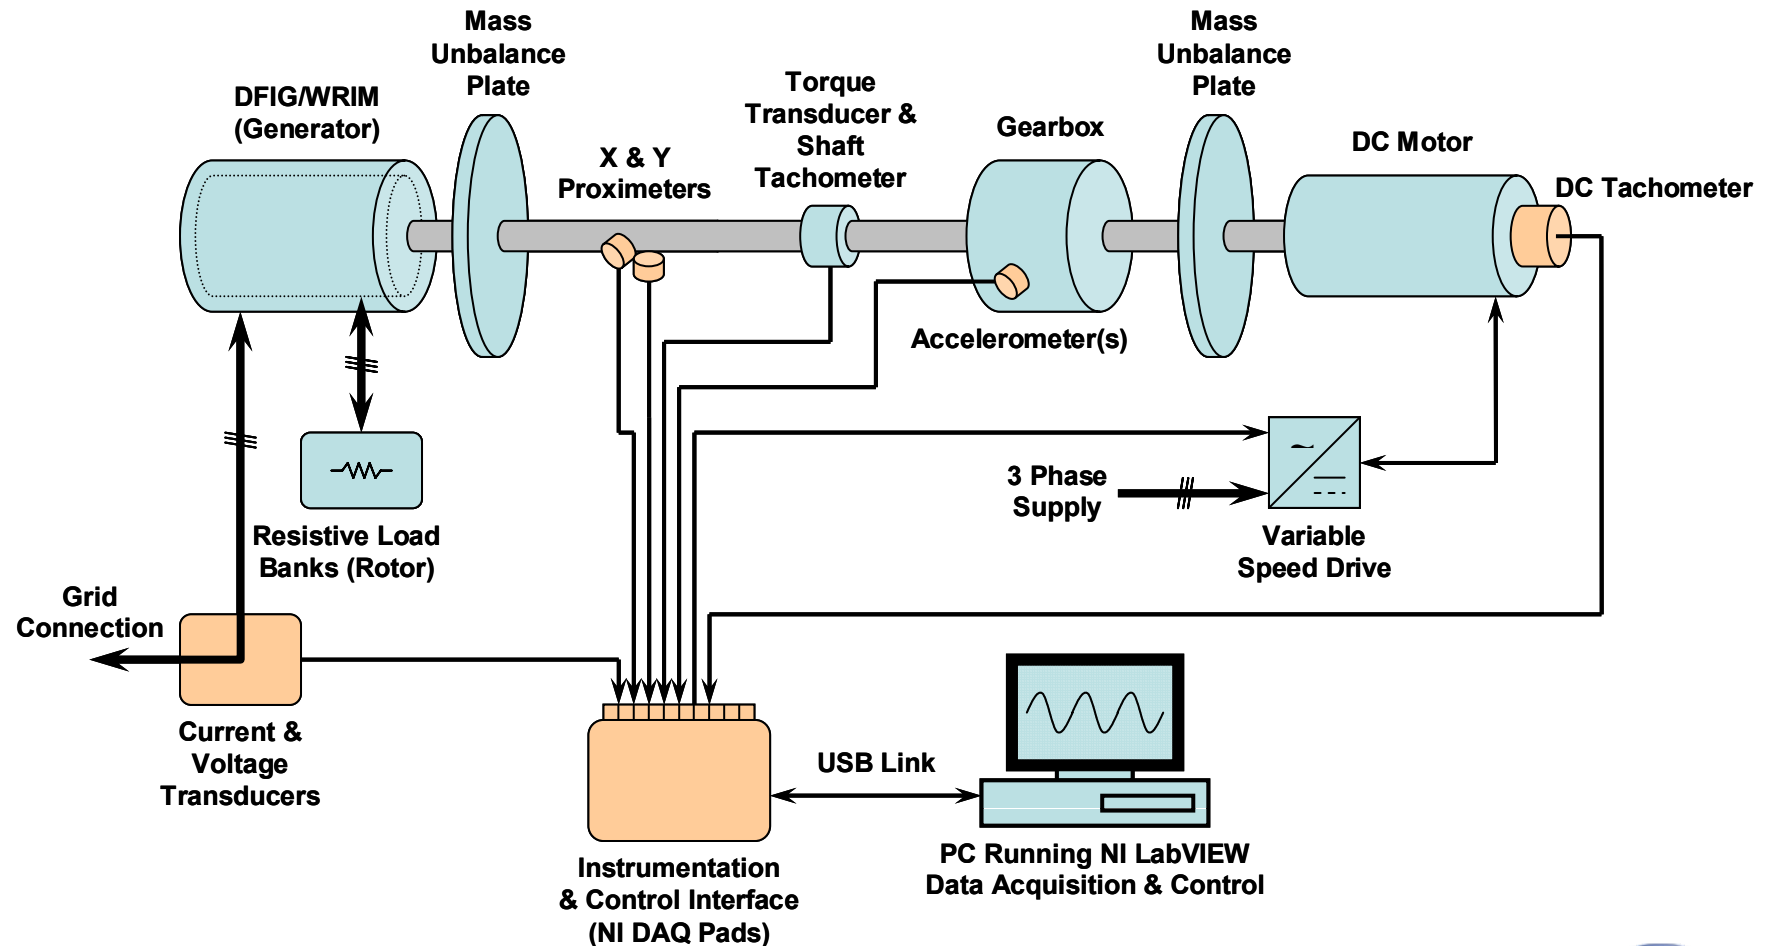 Mass
Unbalance
Plate
Mass
Unbalance
Plate
DFIG/WRIM
(Generator)
X & Y
Proximeters
Torque
Transducer &
Shaft
Tachometer
Gearbox
DC Motor
DC Tachometer
Accelerometer(s)
3 Phase
Supply
Variable
Speed Drive
Resistive Load
Banks (Rotor)
Grid
Connection
Current &
Voltage
Transducers
USB Link
Instrumentation
& Control Interface
(NI DAQ Pads)
PC Running NI LabVIEW
Data Acquisition & Control